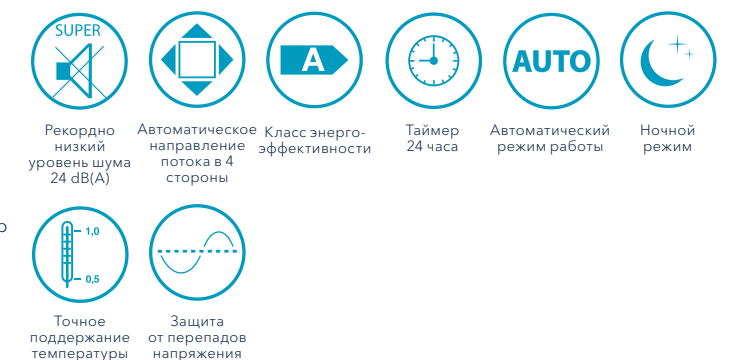 SUPER
Рекордно
низкий
уровень шума
24 dB(A)
Автоматическое
направление
потока в 4
стороны
A
Класс энерго-
эффективности
Таймер
24 часа
AUTO
Автоматический
режим работы
Ночной
режим
о
1,0
0,5
Точное
поддержание
температуры
Защита
от перепадов
напряжения